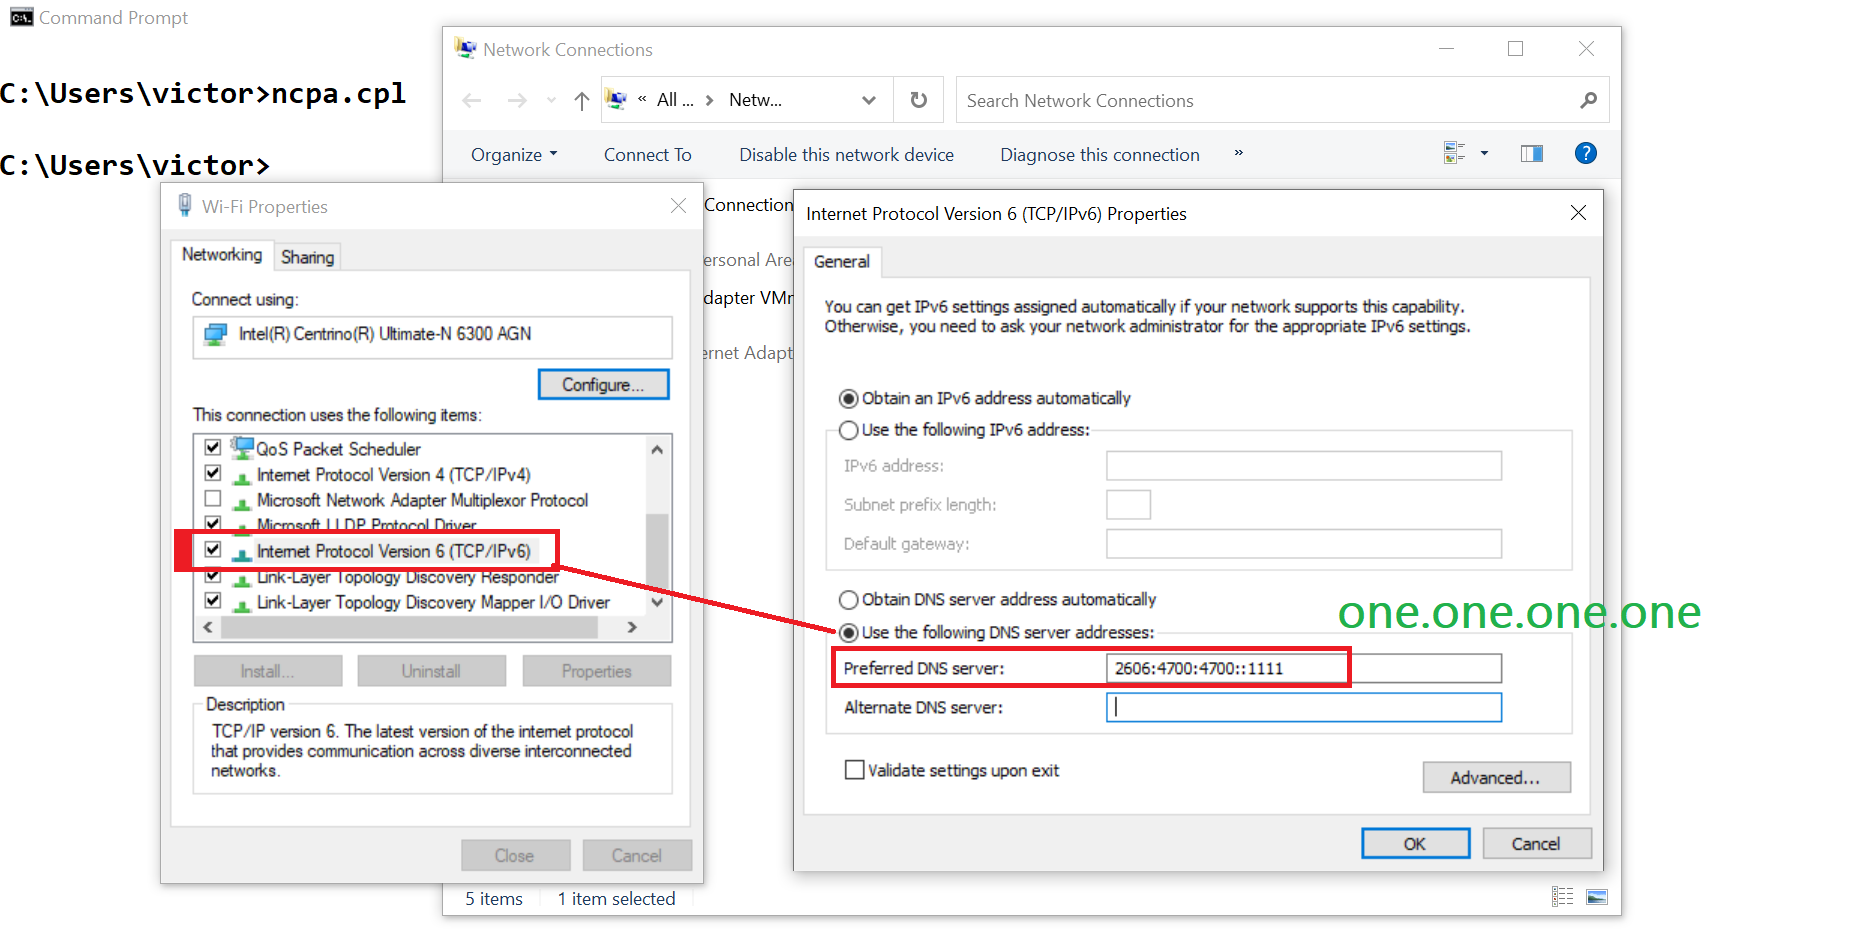 Command Prompt
C:\Users\victor>ncpa.cpl
C:\Users\victor>
Network Connections
« All ... > Netw...
Search Network Connections
Organize
Connect To
Disable this network device
Diagnose this connection
»
?
Connection
ersonal Are
dapter VMr
ernet Adapt
5 items
1 item selected
Wi-Fi Properties
Networking
Sharing
Connect using:
Intel(R) Centrino(R) Ultimate-N 6300 AGN
Configure...
This connection uses the following items:
QoS Packet Scheduler
Internet Protocol Version 4 (TCP/IPv4)
Microsoft Network Adapter Multiplexor Protocol
Microsoft LLDP Protocol Driver
Internet Protocol Version 6 (TCP/IPv6)
Link-Layer Topology Discovery Responder
Link-Layer Topology Discovery Mapper I/O Driver
Install...
Uninstall
Properties
Description
TCP/IP version 6. The latest version of the internet protocol
that provides communication across diverse interconnected
networks.
Close
Cancel
Internet Protocol Version 6 (TCP/IPv6) Properties
General
You can get IPv6 settings assigned automatically if your network supports this capability.
Otherwise, you need to ask your network administrator for the appropriate IPv6 settings.
Obtain an IPv6 address automatically
Use the following IPv6 address:
IPv6 address:
Subnet prefix length:
Default gateway:
Obtain DNS server address automatically
one.one.one.one
Use the following DNS server addresses:
Preferred DNS server:
2606:4700:4700::1111
Alternate DNS server:
Validate settings upon exit
Advanced...
OK
Cancel